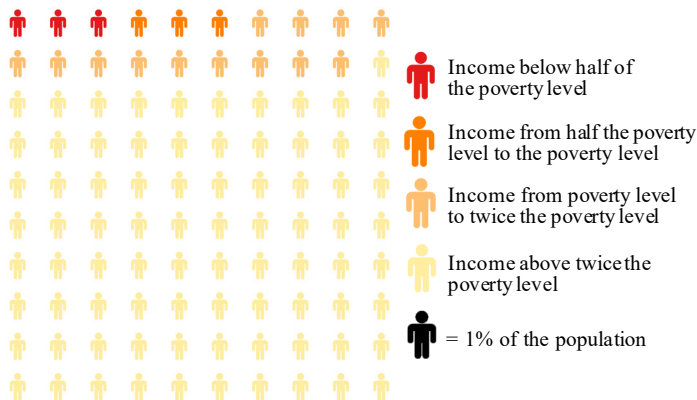 Income below half of
the poverty level
Income from half the poverty
level to the poverty level
Income from poverty level
to twice the poverty level
Income above twice the
poverty level
= 1% of the population